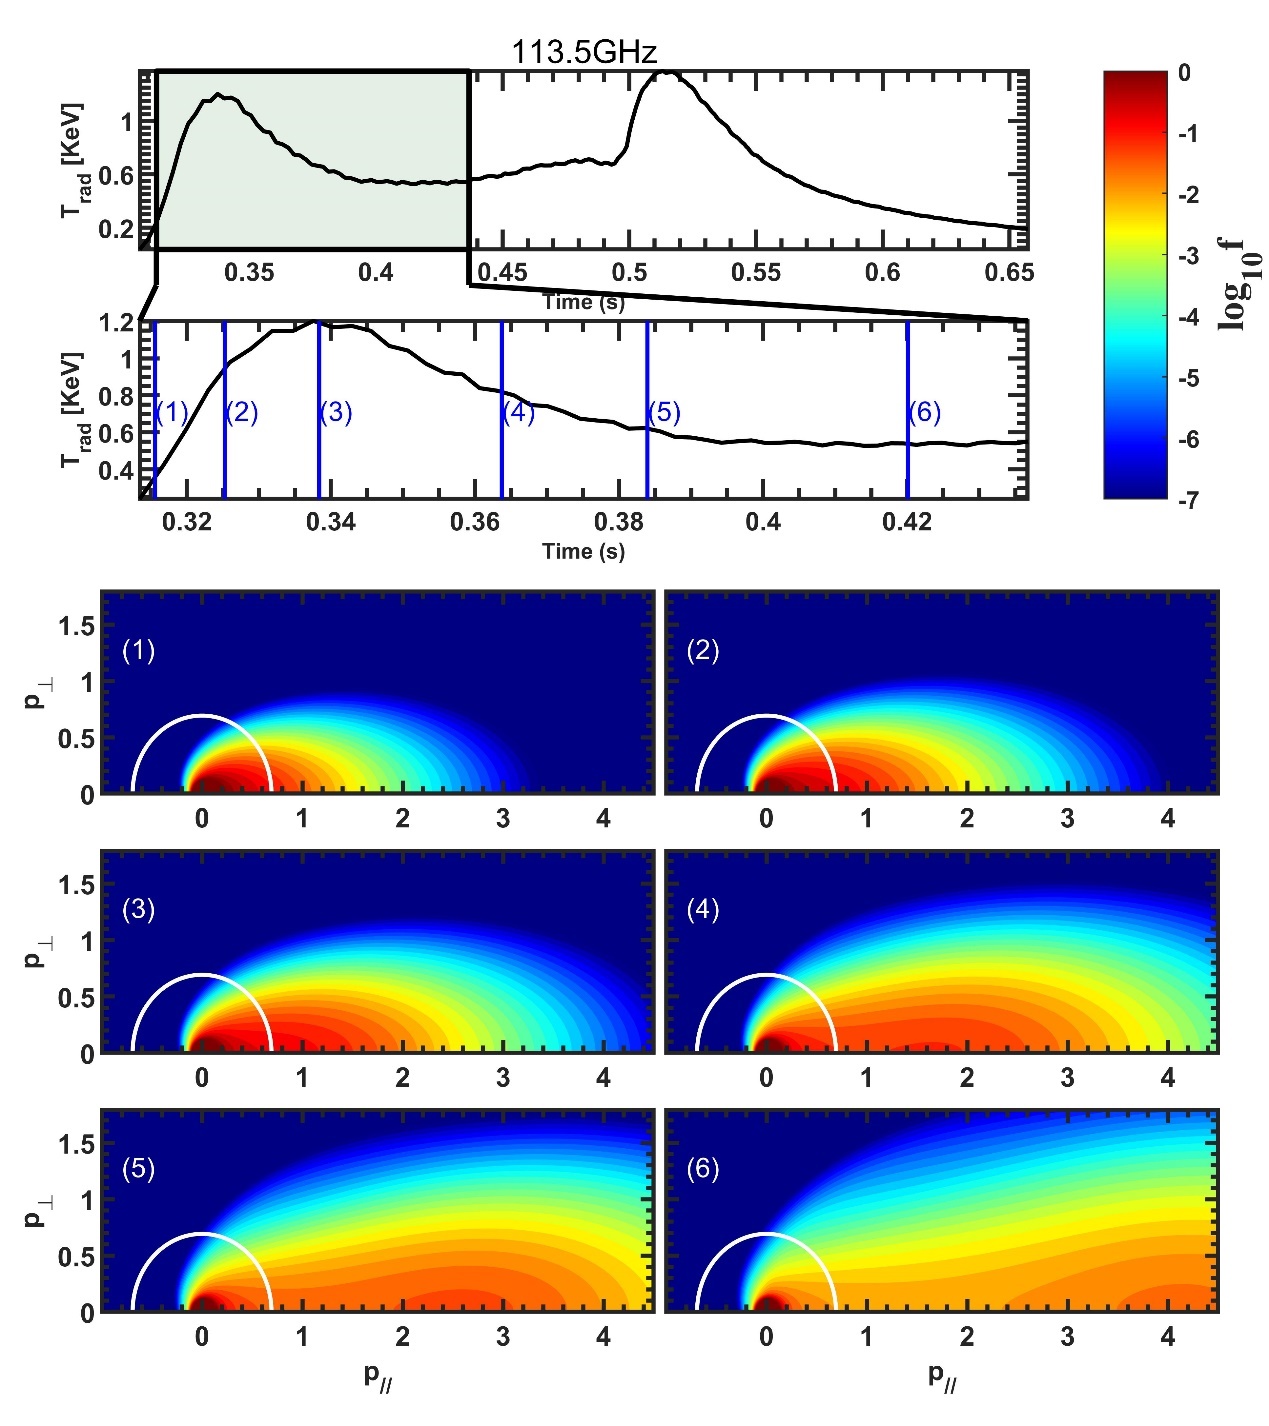 113.5GHz
T_rad [KeV]
1
0.6
0.2
0.35 0.4 0.45 0.5 0.55 0.6 0.65
Time (s)
T_rad [KeV]
1.2
1
0.8
0.6
0.4
(1) (2) (3) (4) (5) (6)
0.32 0.34 0.36 0.38 0.4 0.42
Time (s)
0
-1
-2
-3
-4
-5
-6
-7
log10f
p⊥
1.5
1
0.5
0
(1)
0 1 2 3 4
(2)
0 1 2 3 4
p⊥
1.5
1
0.5
0
(3)
0 1 2 3 4
(4)
0 1 2 3 4
p⊥
1.5
1
0.5
0
(5)
0 1 2 3 4
p//
(6)
0 1 2 3 4
p//